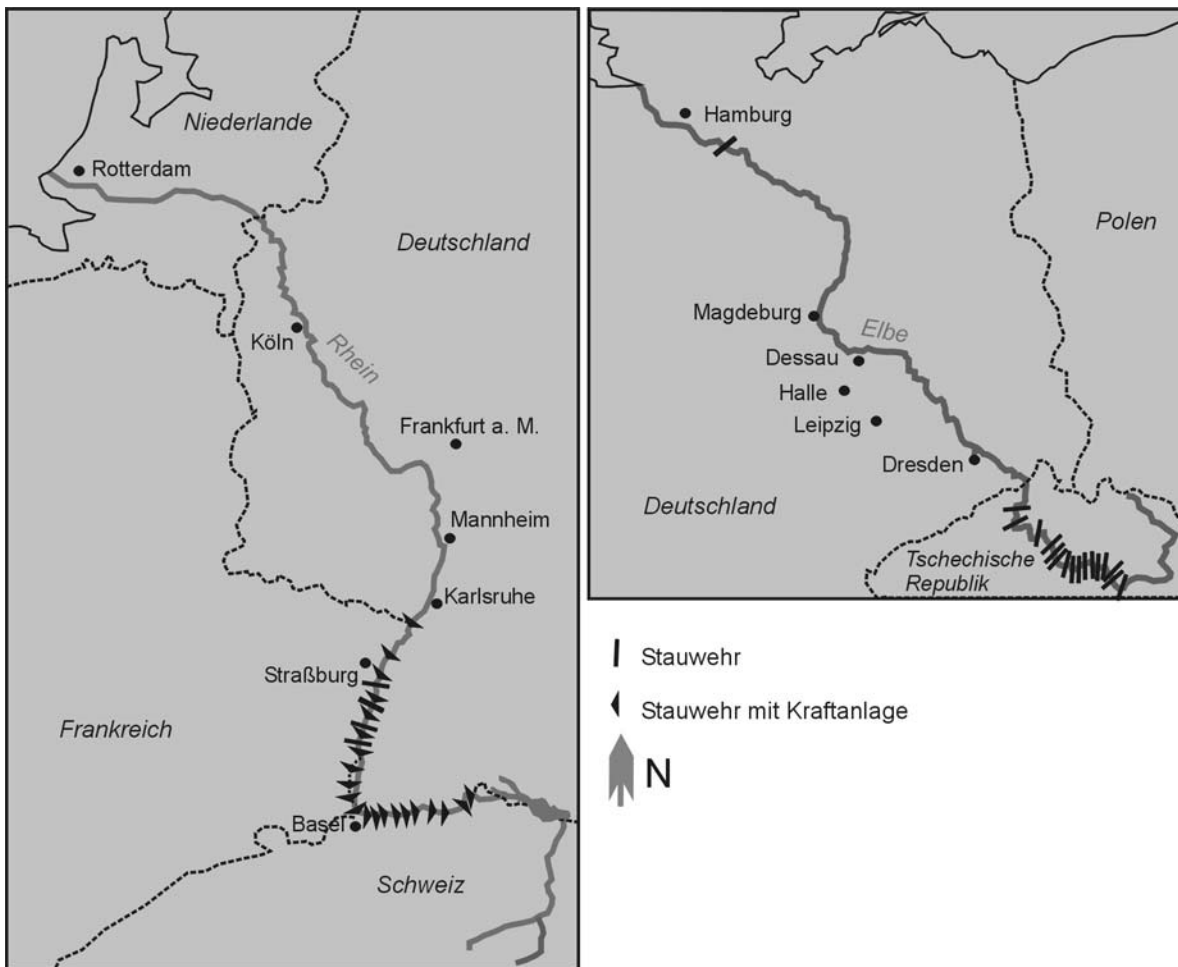 Niederlande
Rotterdam
Deutschland
Köln
Rhein
Frankfurt a. M.
Mannheim
Karlsruhe
Straßburg
Frankreich
Basel
Schweiz
Hamburg
Polen
Magdeburg
Elbe
Dessau
Halle
Leipzig
Dresden
Deutschland
Tschechische
Republik
Stauwehr
Stauwehr mit Kraftanlage
N